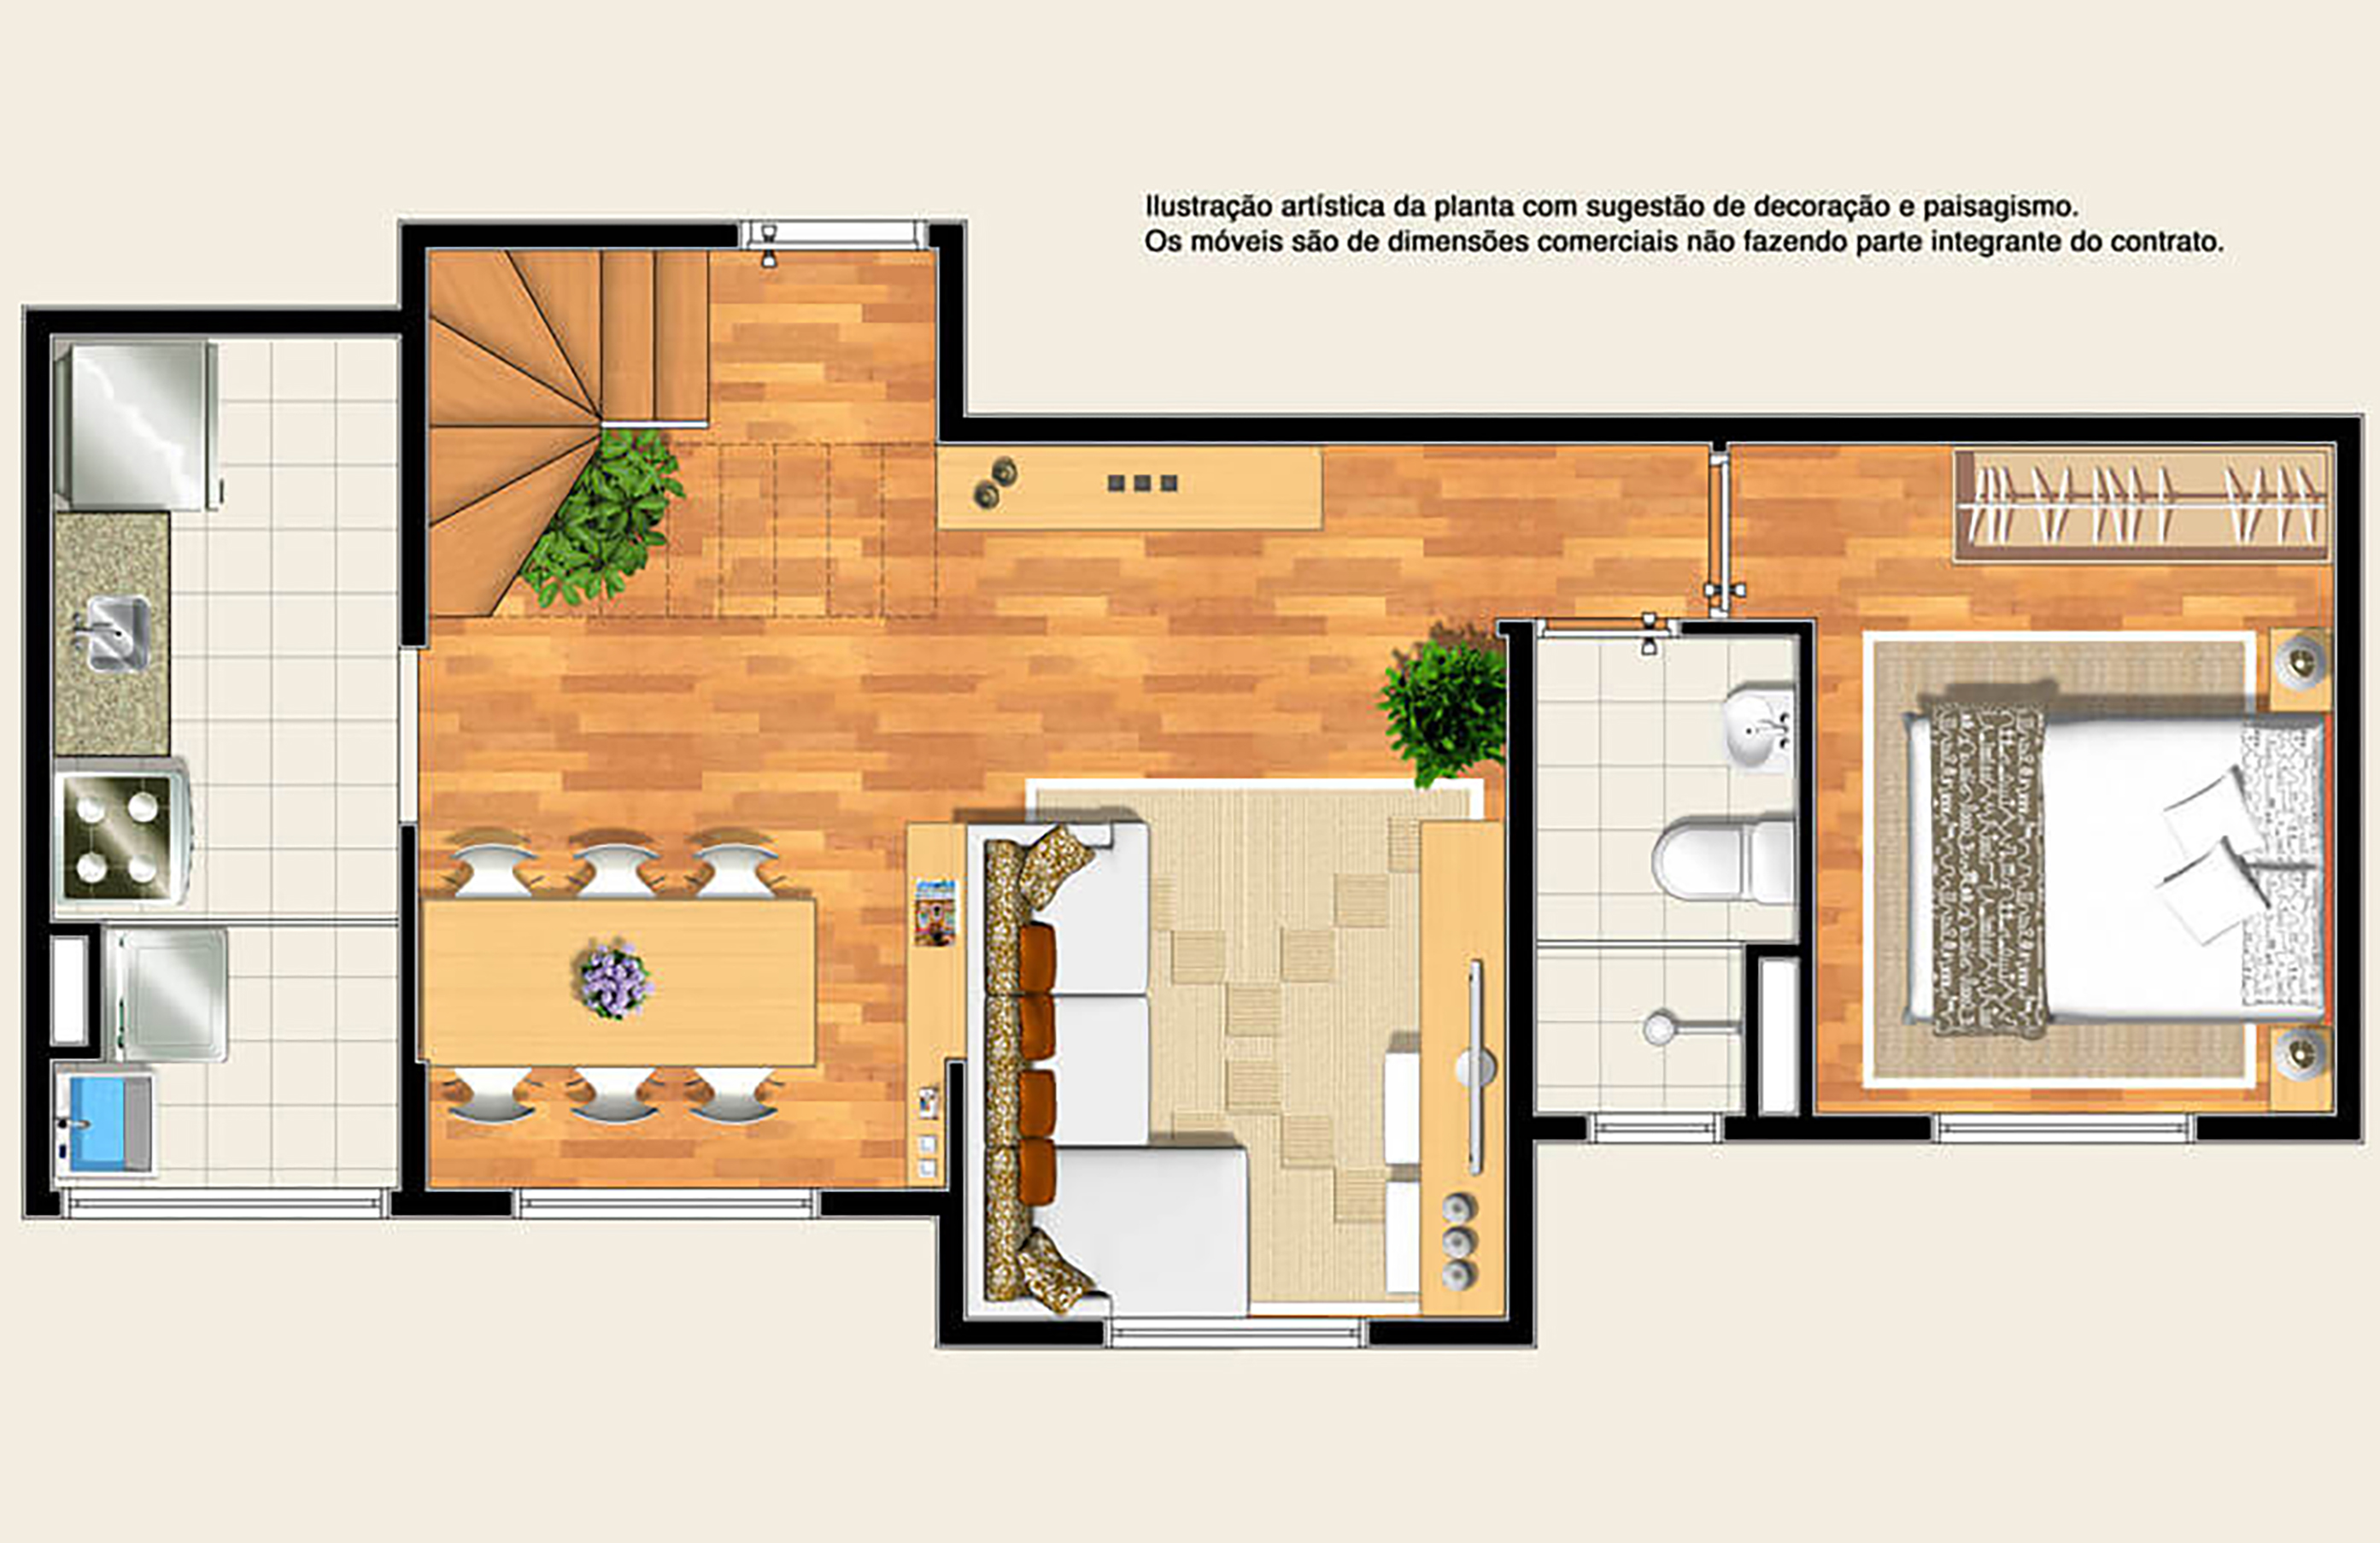 Ilustração artística da planta com sugestão de decoração e paisagismo.
Os móveis são de dimensões comerciais não fazendo parte integrante do contrato.